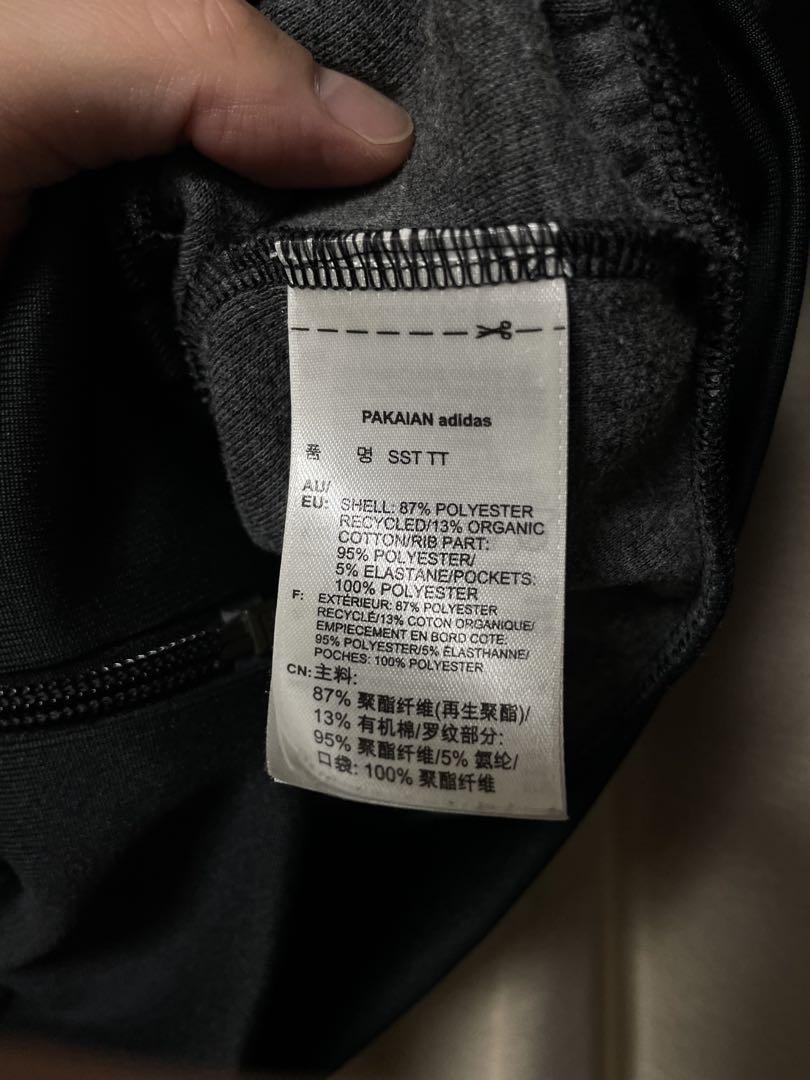 PAKAIAN adidas
품 명 SST TT
AU/
EU: SHELL: 87% POLYESTER
RECYCLED/13% ORGANIC
COTTON/RIB PART:
95% POLYESTER/
5% ELASTANE/POCKETS:
100% POLYESTER
F: EXTÉRIEUR: 87% POLYESTER
RECYCLÉ/13% COTON ORGANIQUE/
EMPIECEMENT EN BORD COTE:
95% POLYESTER/5% ÉLASTHANNE/
POCHES: 100% POLYESTER
CN: 主料:
87% 聚酯纤维(再生聚酯)/
13% 有机棉/罗纹部分:
95% 聚酯纤维/5% 氨纶/
口袋: 100% 聚酯纤维